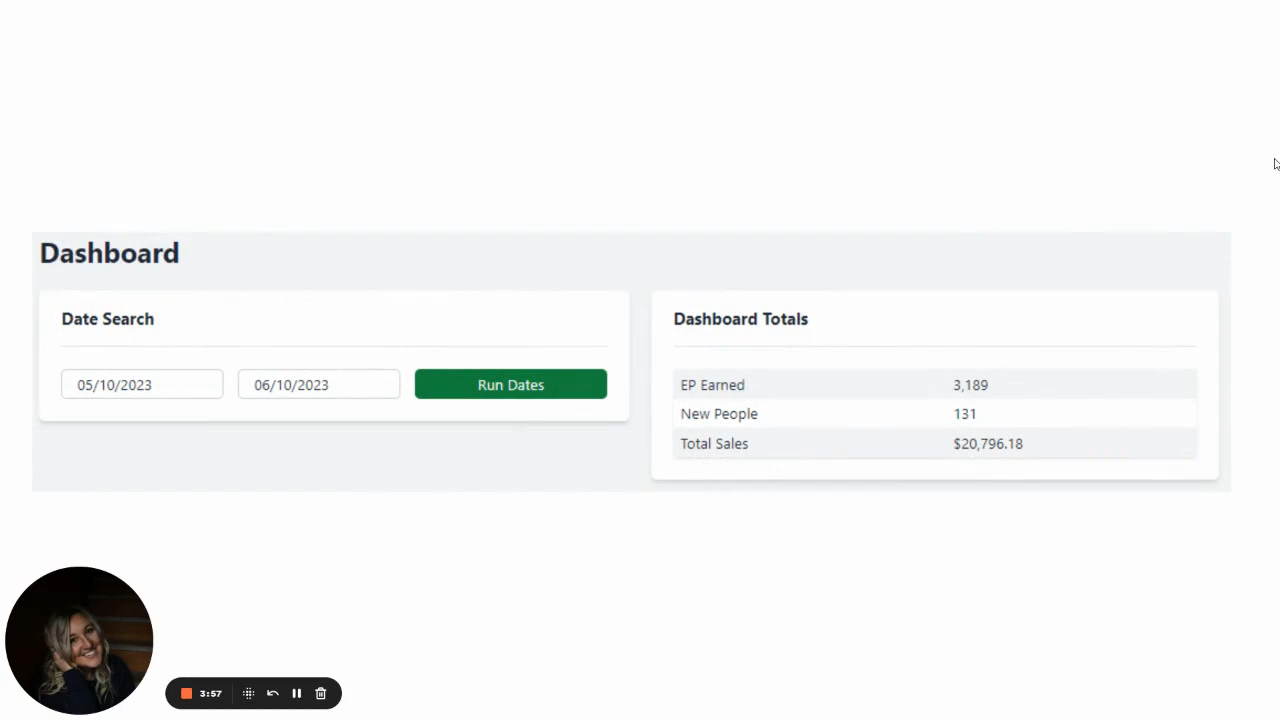 Dashboard
Date Search
05/10/2023 06/10/2023 Run Dates
Dashboard Totals
EP Earned 3,189
New People 131
Total Sales $20,796.18
3:57